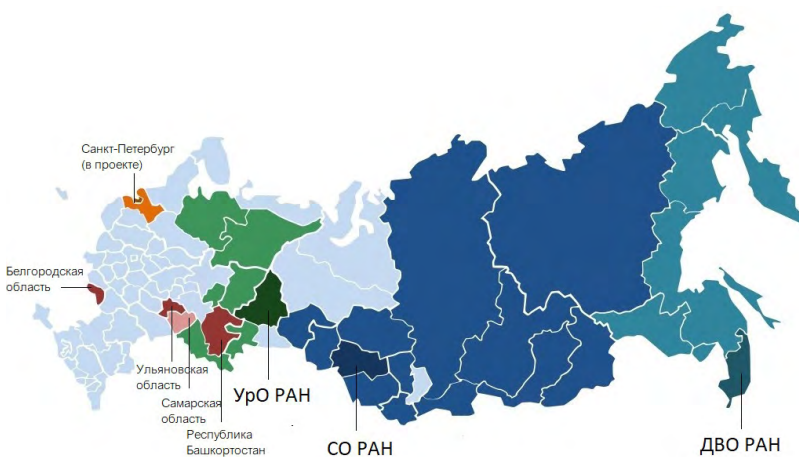 Санкт-Петербург
(в проекте)
Белгородская
область
Ульяновская
область
Самарская
область
Республика
Башкортостан
УрО РАН
СО РАН
ДВО РАН